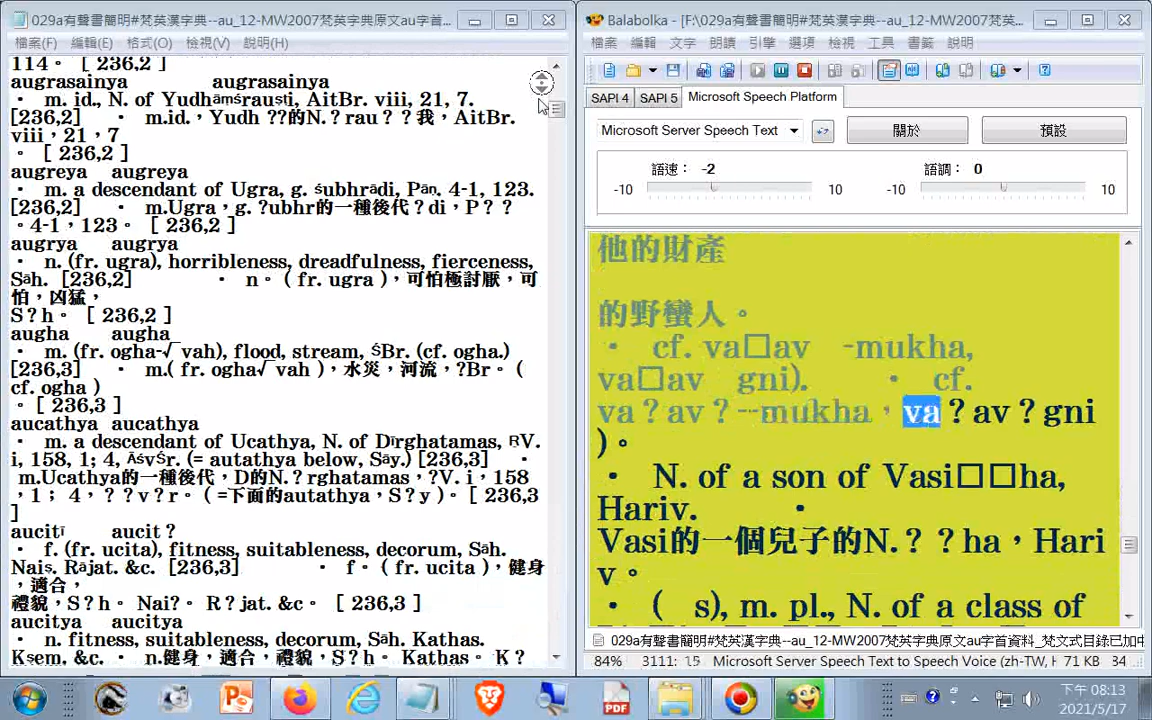 029a有聲書簡明#梵英漢字典--au_12-MW2007梵英字典原文au字首...
檔案(F) 編輯(E) 格式(O) 檢視(V) 說明(H)
114。 [ 236,2 ]
augrasainya augrasainya
• m. id., N. of Yudhāṃśrauṣṭi, AitBr. viii, 21, 7.
[236,2] • m.id.，Yudh ??的N.？rau？？我，AitBr.
viii，21，7
。 [ 236,2 ]
augreya augreya
• m. a descendant of Ugra, g. śubhrādi, Pāṇ. 4-1, 123.
[236,2] • m.Ugra，g. ?ubhr的一種後代？di，P？？
。4-1，123。 [ 236,2 ]
augrya augrya
• n. (fr. ugra), horribleness, dreadfulness, fierceness,
Sāh. [236,2] • n。( fr. ugra )，可怕極討厭，可
怕，凶猛，
S？h。 [ 236,2 ]
augha augha
• m. (fr. ogha-√ vah), flood, stream, ŚBr. (cf. ogha.)
[236,3] • m.( fr. ogha√ vah )，水災，河流，?Br。(
cf. ogha )
。[ 236,3 ]
aucathya aucathya
• m. a descendant of Ucathya, N. of Dīrghatamas, ṚV.
i, 158, 1; 4, ĀśvŚr. (= autathya below, Sāy.) [236,3] •
m.Ucathya的一種後代，D的N.？rghatamas，?V. i，158
，1； 4，？？v？r。( =下面的autathya，S？y )。[ 236,3
]
aucitī aucit？
• f. (fr. ucita), fitness, suitableness, decorum, Sāh.
Naiṣ. Rājat. &c. [236,3] • f。( fr. ucita )，健身
，適合，
禮貌，S？h。 Nai?。 R？jat. &c。 [ 236,3 ]
aucitya aucitya
• n. fitness, suitableness, decorum, Sāh. Kathas.
Kṣem. &c. • n.健身，適合，禮貌，S？h。 Kathas。 K？
Balabolka - [F:\029a有聲書簡明#梵英漢字典--au_12-MW2007梵英...
檔案 編輯 文字 朗讀 引擎 選項 檢視 工具 書籤 說明
SAPI 4 SAPI 5 Microsoft Speech Platform
Microsoft Server Speech Text 關於 預設
語速： -2 語調： 0
-10 10 -10 10
他的財產
的野蠻人。
• cf. va□av -mukha,
va□av gni). • cf.
va？av？--mukha，va？av？gni
)。
• N. of a son of Vasi□□ha,
Hariv. •
Vasi的一個兒子的N.？？ha，Hari
v。
• ( s), m. pl., N. of a class of
029a有聲書簡明#梵英漢字典--au_12-MW2007梵英字典原文au字首資料_梵文式目錄已加中
84% 3111: 15 Microsoft Server Speech Text to Speech Voice (zh-TW, H 71 KB 34
下午 08:13
2021/5/17